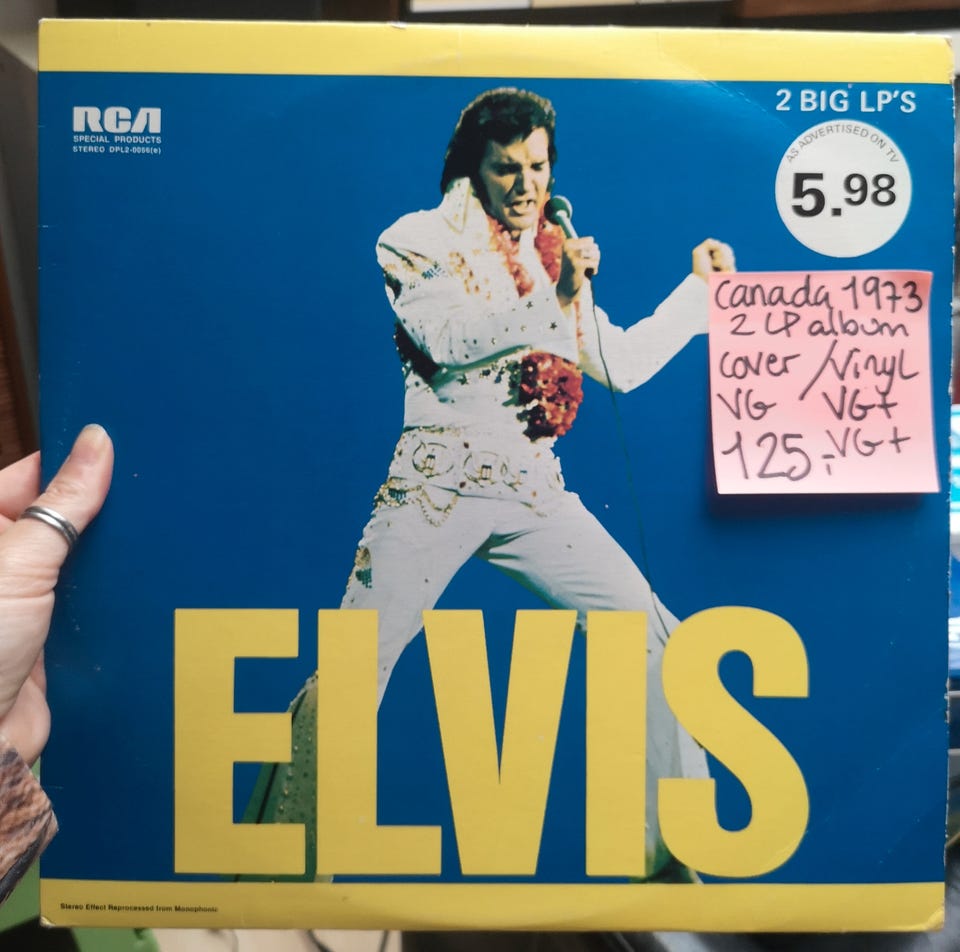 RCA
SPECIAL PRODUCTS
STEREO DPL2-0056(e)
2 BIG LP'S
AS ADVERTISED ON TV
5.98
Canada 1973
2 LP album
cover / Vinyl
VG VG+
125,- VG+
ELVIS
Stereo Effect Reprocessed from Monophonic